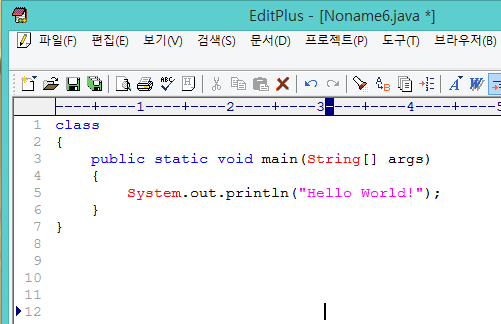 EditPlus - [Noname6.java *]
파일(F) 편집(E) 보기(V) 검색(S) 문서(D) 프로젝트(P) 도구(T) 브라우저(B)
ABC A B A W
----+----1----+----2----+----3----+----4----+----5
1 class
2 {
3     public static void main(String[] args)
4     {
5         System.out.println("Hello World!");
6     }
7 }
8
9
10
11
12